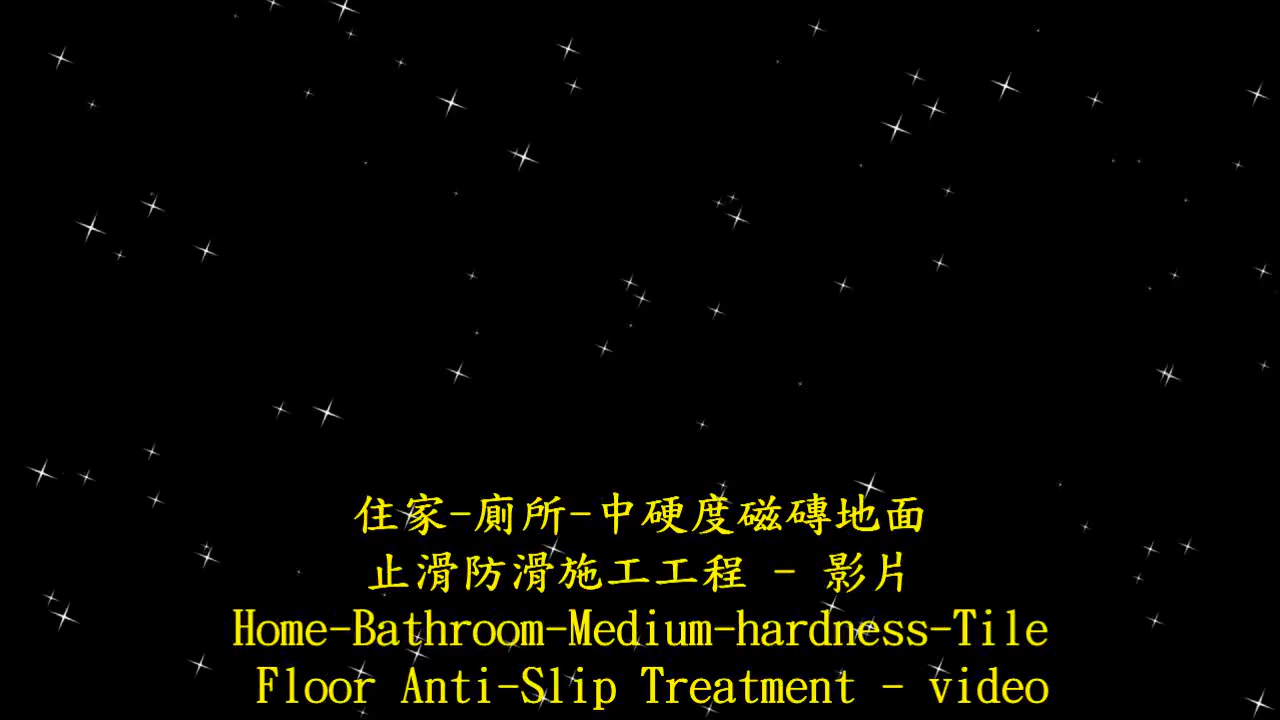 住家-廁所-中硬度磁磚地面
止滑防滑施工工程 - 影片
Home-Bathroom-Medium-hardness-Tile
Floor Anti-Slip Treatment - video